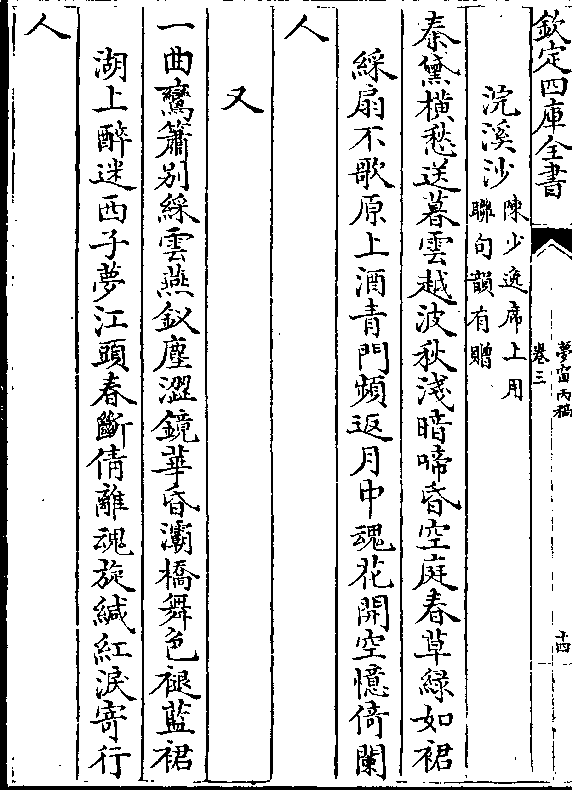 欽定四庫全書
夢窗丙稿
卷三
十四
浣溪沙
陳少逸席上用
聯句韻有贈
秦黛橫愁送暮雲越波秋淺暗啼昏空庭春草綠如裙
綵扇不歌原上酒青門頻返月中魂花開空憶倚闌
人
又
一曲鸞簫別綵雲燕釵塵澀鏡華昏灞橋舞色褪藍裙
湖上醉迷西子夢江頭春斷倩離魂旋緘紅淚寄行
人